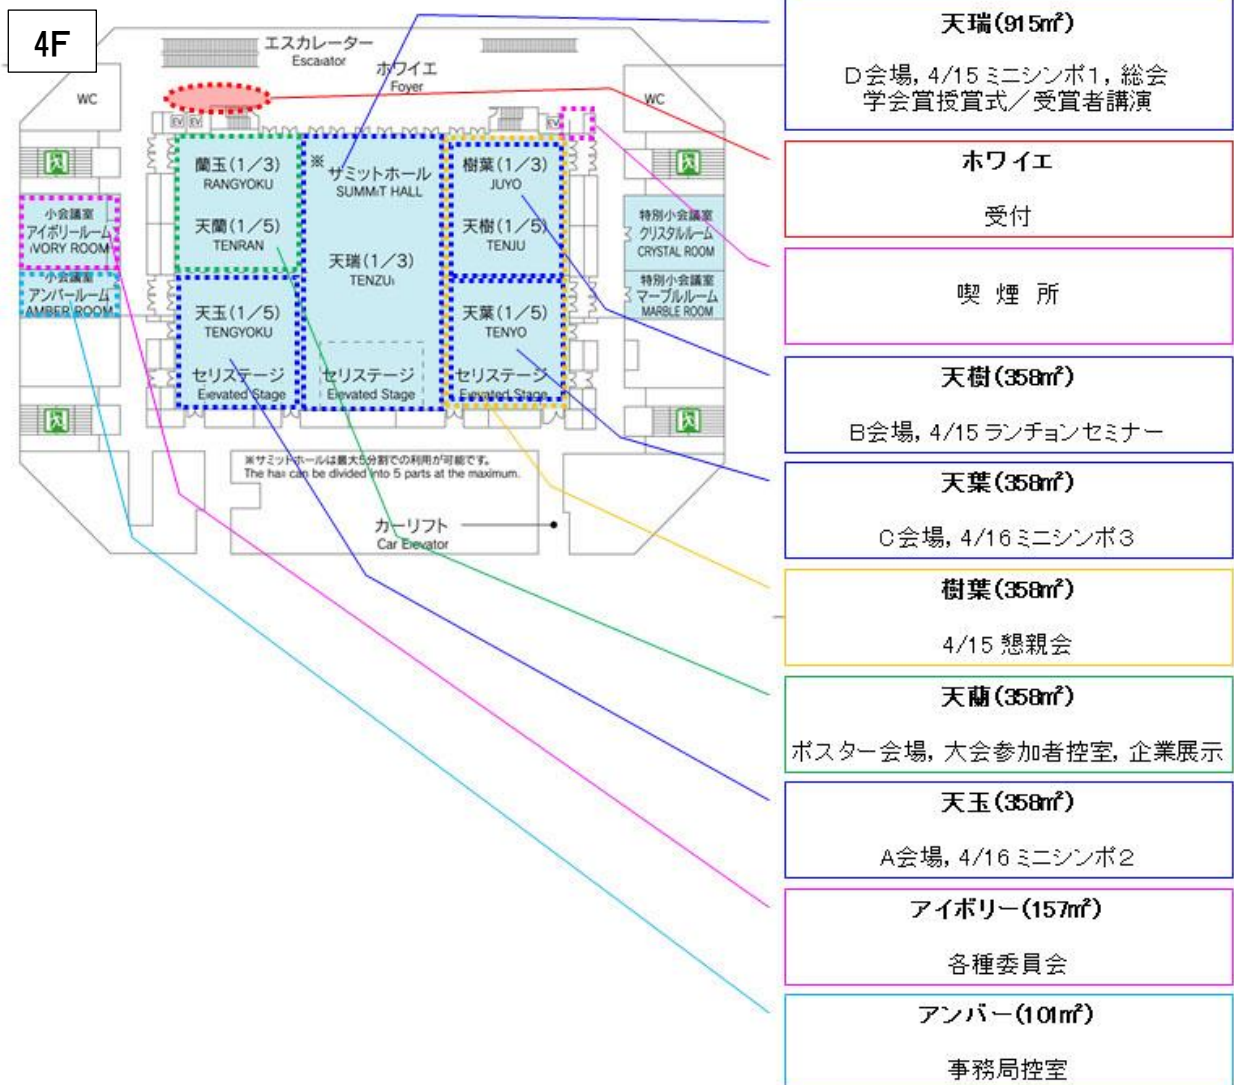 4F
エスカレーター
Escalator
ホワイエ
Foyer
WC
WC
EV EV
EV
蘭玉(1/3)
RANGYOKU
天蘭(1/5)
TENRAN
※
サミットホール
SUMMIT HALL
天瑞(1/3)
TENZUI
樹葉(1/3)
JUYO
天樹(1/5)
TENJU
小会議室
アイボリールーム
IVORY ROOM
小会議室
アンバールーム
AMBER ROOM
特別小会議室
クリスタルルーム
CRYSTAL ROOM
特別小会議室
マーブルルーム
MARBLE ROOM
天玉(1/5)
TENGYOKU
天葉(1/5)
TENYO
セリステージ
Elevated Stage
セリステージ
Elevated Stage
セリステージ
Elevated Stage
※サミットホールは最大5分割での利用が可能です。
The hall can be divided into 5 parts at the maximum.
カーリフト
Car Elevator
天瑞(915㎡)
D会場, 4/15 ミニシンポ1, 総会
学会賞授賞式/受賞者講演
ホワイエ
受付
喫 煙 所
天樹(358㎡)
B会場, 4/15 ランチョンセミナー
天葉(358㎡)
C会場, 4/16 ミニシンポ3
樹葉(358㎡)
4/15 懇親会
天蘭(358㎡)
ポスター会場, 大会参加者控室, 企業展示
天玉(358㎡)
A会場, 4/16 ミニシンポ2
アイボリー(157㎡)
各種委員会
アンバー(101㎡)
事務局控室